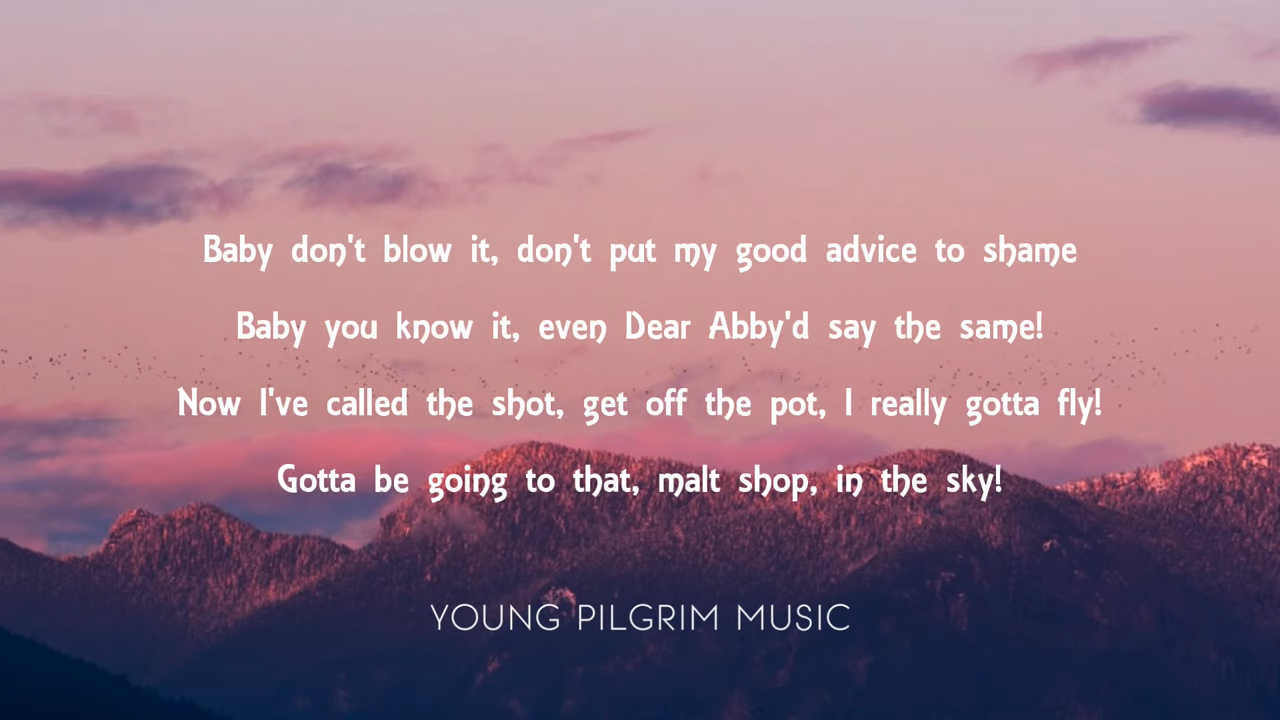 Baby don't blow it, don't put my good advice to shame
Baby you know it, even Dear Abby'd say the same!
Now I've called the shot, get off the pot, I really gotta fly!
Gotta be going to that, malt shop, in the sky!
YOUNG PILGRIM MUSIC